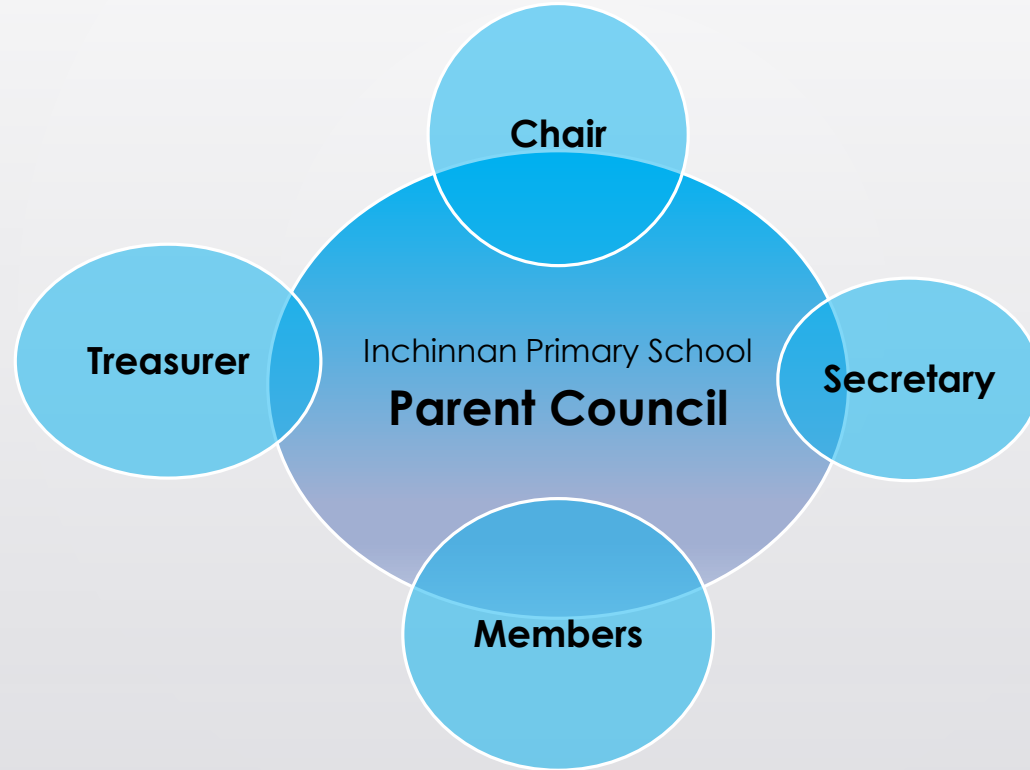 Chair
Treasurer
Inchinnan Primary School
Parent Council
Secretary
Members